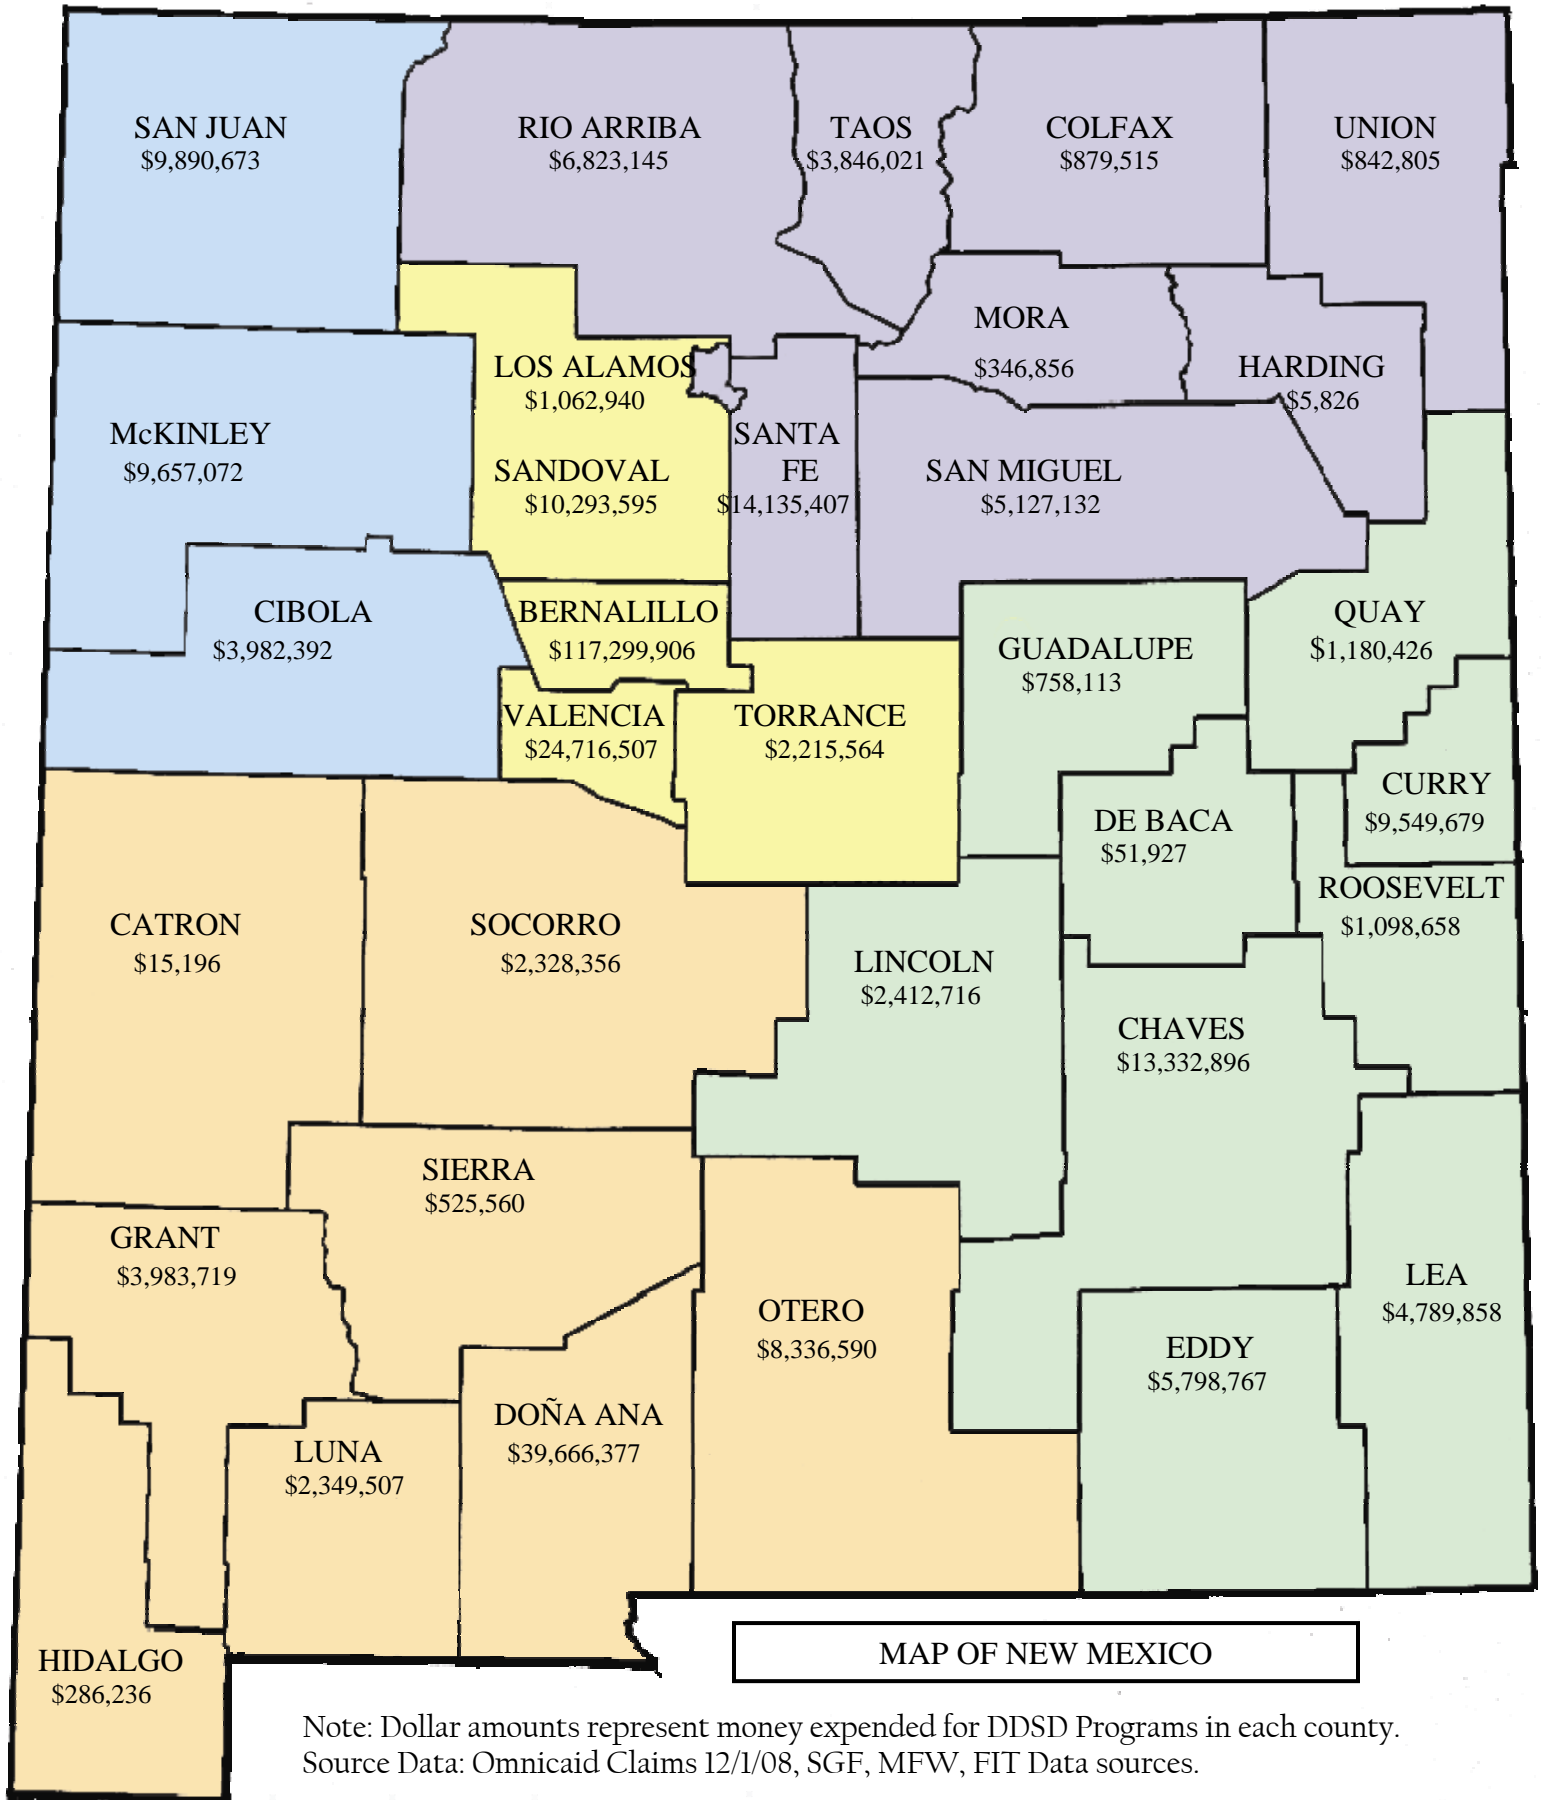 SAN JUAN
$9,890,673
RIO ARRIBA
$6,823,145
TAOS
$3,846,021
COLFAX
$879,515
UNION
$842,805
MORA
$346,856
HARDING
$5,826
LOS ALAMOS
$1,062,940
McKINLEY
$9,657,072
SANDOVAL
$10,293,595
SANTA
FE
$14,135,407
SAN MIGUEL
$5,127,132
CIBOLA
$3,982,392
BERNALILLO
$117,299,906
GUADALUPE
$758,113
QUAY
$1,180,426
VALENCIA
$24,716,507
TORRANCE
$2,215,564
CURRY
$9,549,679
DE BACA
$51,927
ROOSEVELT
$1,098,658
CATRON
$15,196
SOCORRO
$2,328,356
LINCOLN
$2,412,716
CHAVES
$13,332,896
SIERRA
$525,560
GRANT
$3,983,719
OTERO
$8,336,590
LEA
$4,789,858
EDDY
$5,798,767
DOÑA ANA
$39,666,377
LUNA
$2,349,507
HIDALGO
$286,236
MAP OF NEW MEXICO
Note: Dollar amounts represent money expended for DDSD Programs in each county.
Source Data: Omnicaid Claims 12/1/08, SGF, MFW, FIT Data sources.